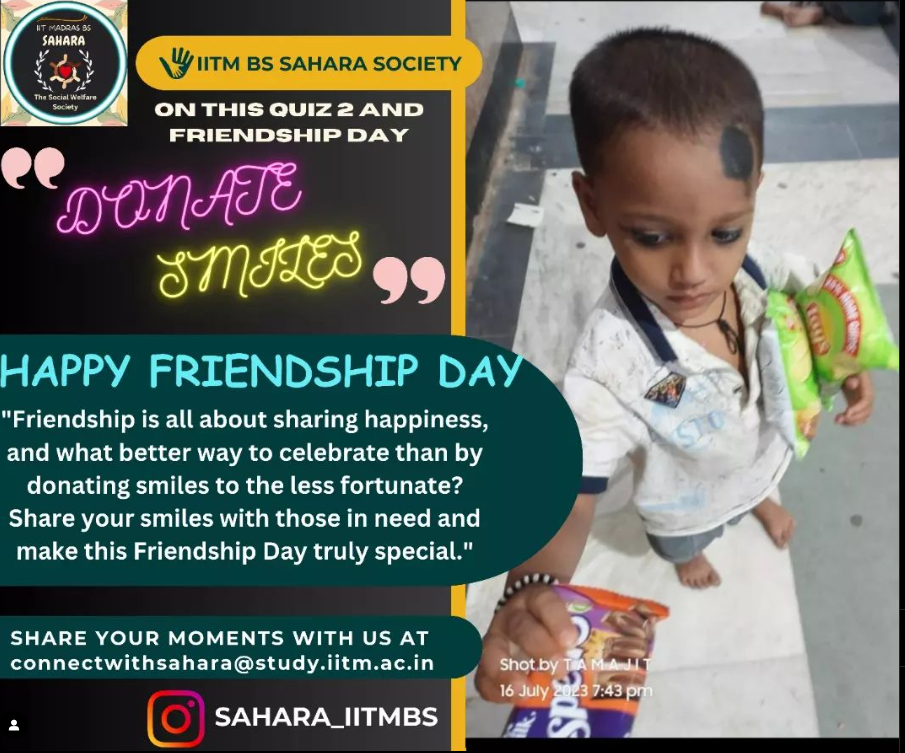 IIT MADRAS BS
SAHARA
The Social Welfare
Society
IITM BS SAHARA SOCIETY
ON THIS QUIZ 2 AND
FRIENDSHIP DAY
DONATE
SMILES
HAPPY FRIENDSHIP DAY
"Friendship is all about sharing happiness,
and what better way to celebrate than by
donating smiles to the less fortunate?
Share your smiles with those in need and
make this Friendship Day truly special."
SHARE YOUR MOMENTS WITH US AT
connectwithsahara@study.iitm.ac.in
SAHARA_IITMBS
Shot by TAMAJIT
16 July 2023 7:43 pm